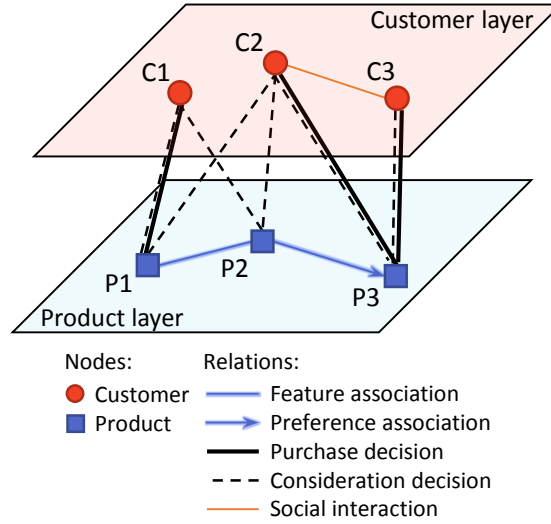 Customer layer
C2
C1
C3
P1
P2
P3
Product layer
Nodes:
Relations:
Customer
Feature association
Product
Preference association
Purchase decision
Consideration decision
Social interaction